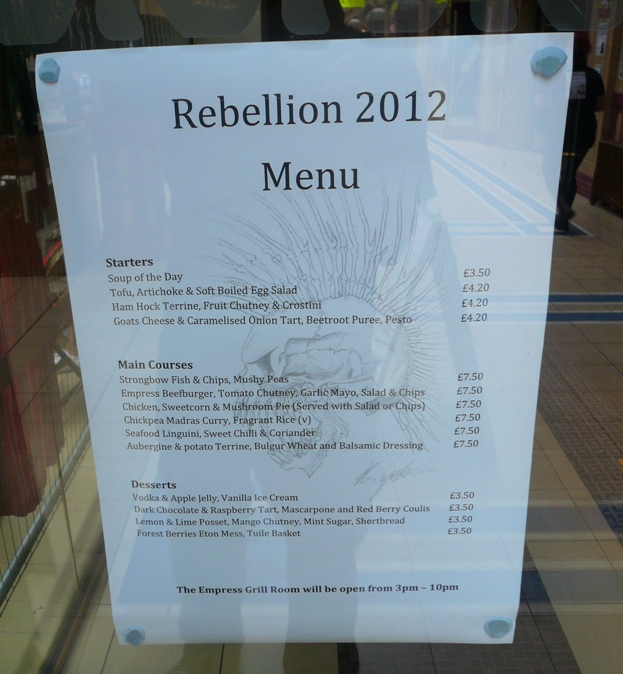 Rebellion 2012
Menu
Starters
Soup of the Day £3.50
Tofu, Artichoke & Soft Boiled Egg Salad £4.20
Ham Hock Terrine, Fruit Chutney & Crostini £4.20
Goats Cheese & Caramelised Onion Tart, Beetroot Puree, Pesto £4.20
Main Courses
Strongbow Fish & Chips, Mushy Peas £7.50
Empress Beefburger, Tomato Chutney, Garlic Mayo, Salad & Chips £7.50
Chicken, Sweetcorn & Mushroom Pie (Served with Salad or Chips) £7.50
Chickpea Madras Curry, Fragrant Rice (v) £7.50
Seafood Linguini, Sweet Chilli & Coriander £7.50
Aubergine & potato Terrine, Bulgur Wheat and Balsamic Dressing £7.50
Desserts
Vodka & Apple Jelly, Vanilla Ice Cream £3.50
Dark Chocolate & Raspberry Tart, Mascarpone and Red Berry Coulis £3.50
Lemon & Lime Posset, Mango Chutney, Mint Sugar, Shortbread £3.50
Forest Berries Eton Mess, Tuile Basket £3.50
The Empress Grill Room will be open from 3pm – 10pm